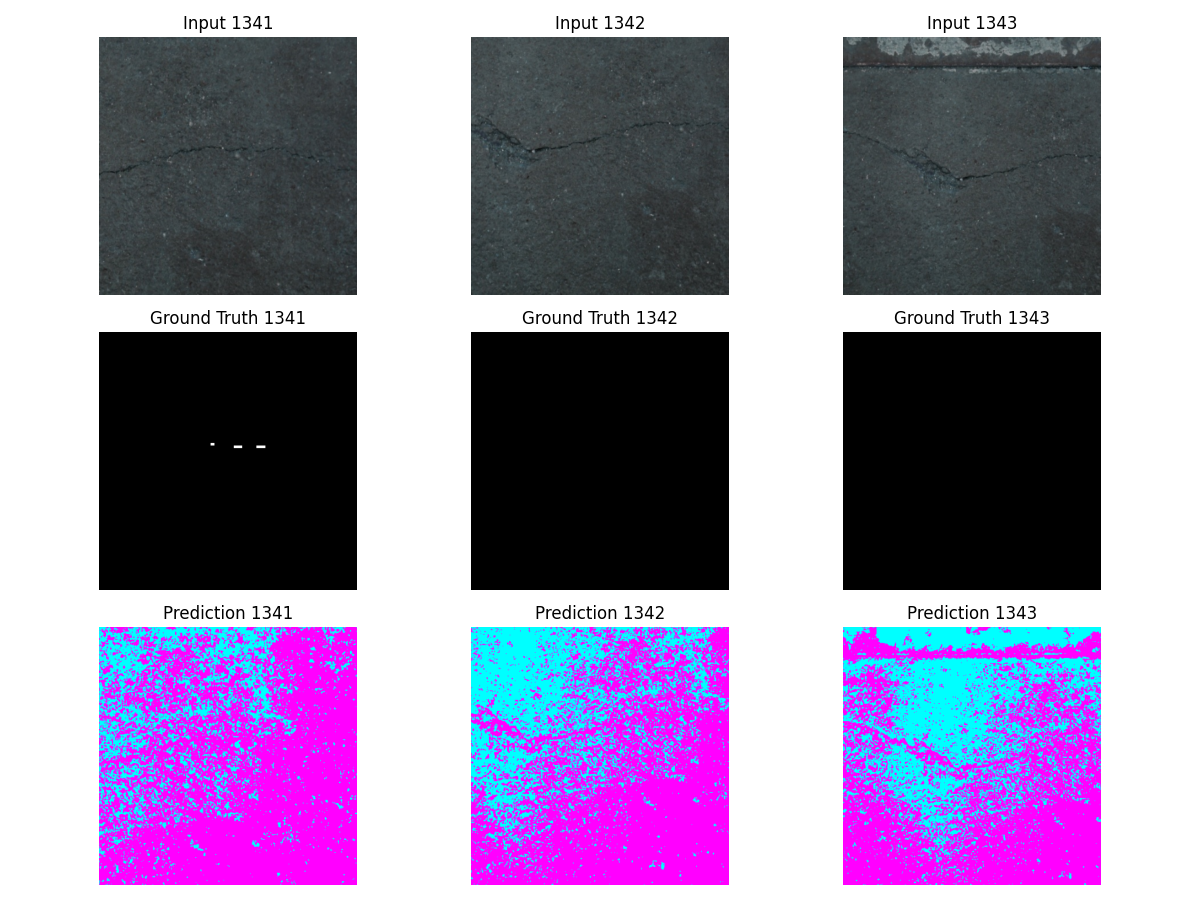 Input 1341
Input 1342
Input 1343
Ground Truth 1341
Ground Truth 1342
Ground Truth 1343
Prediction 1341
Prediction 1342
Prediction 1343